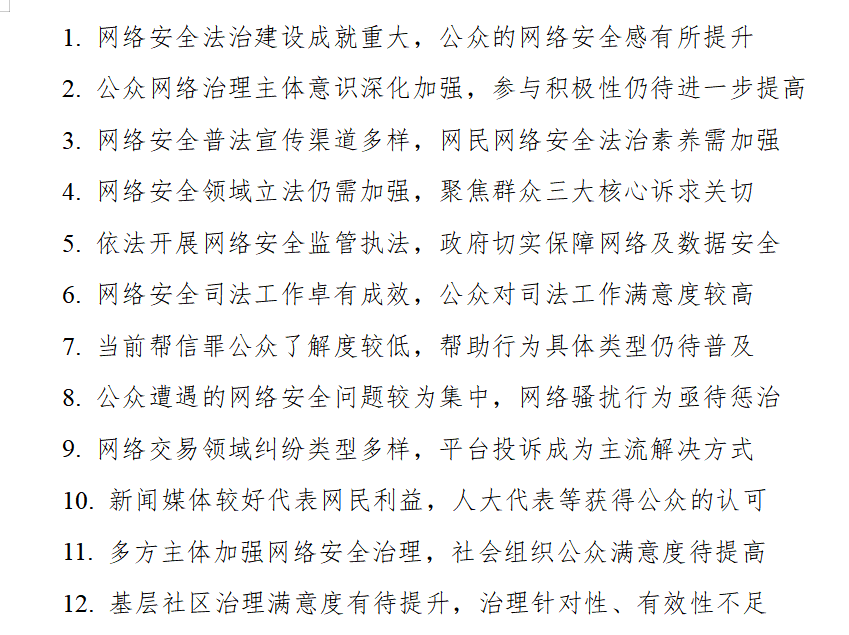 1. 网络安全法治建设成就重大，公众的网络安全感有所提升
2. 公众网络治理主体意识深化加强，参与积极性仍待进一步提高
3. 网络安全普法宣传渠道多样，网民网络安全法治素养需加强
4. 网络安全领域立法仍需加强，聚焦群众三大核心诉求关切
5. 依法开展网络安全监管执法，政府切实保障网络及数据安全
6. 网络安全司法工作卓有成效，公众对司法工作满意度较高
7. 当前帮信罪公众了解度较低，帮助行为具体类型仍待普及
8. 公众遭遇的网络安全问题较为集中，网络骚扰行为亟待惩治
9. 网络交易领域纠纷类型多样，平台投诉成为主流解决方式
10. 新闻媒体较好代表网民利益，人大代表等获得公众的认可
11. 多方主体加强网络安全治理，社会组织公众满意度待提高
12. 基层社区治理满意度有待提升，治理针对性、有效性不足